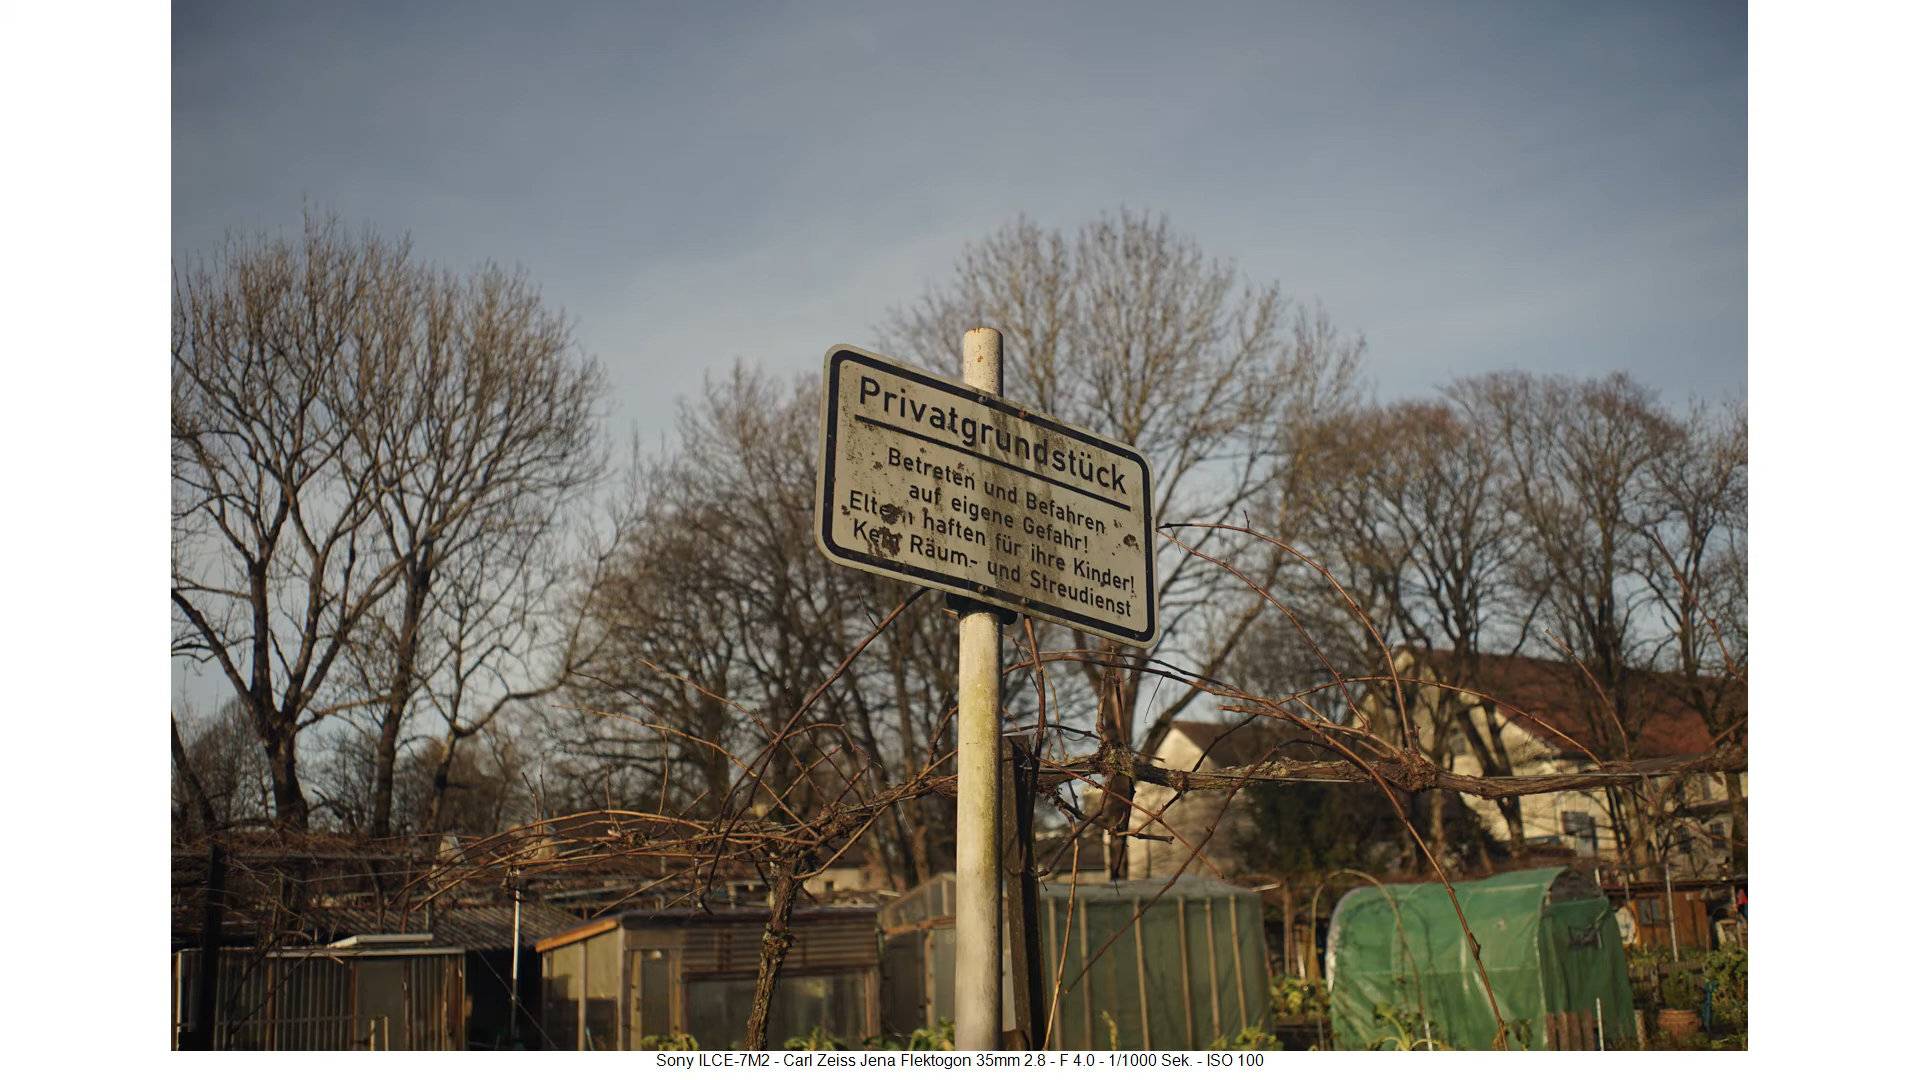 Privatgrundstück
Betreten und Befahren
auf eigene Gefahr!
Eltern haften für ihre Kinder!
Kein Räum- und Streudienst
Sony ILCE-7M2 - Carl Zeiss Jena Flektogon 35mm 2.8 - F 4.0 - 1/1000 Sek. - ISO 100